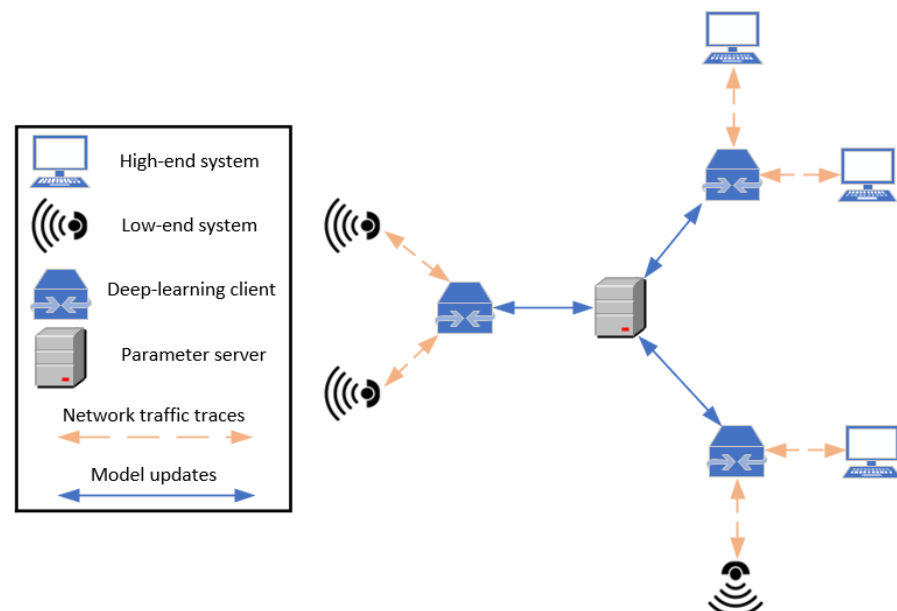 High-end system
Low-end system
Deep-learning client
Parameter server
Network traffic traces
Model updates